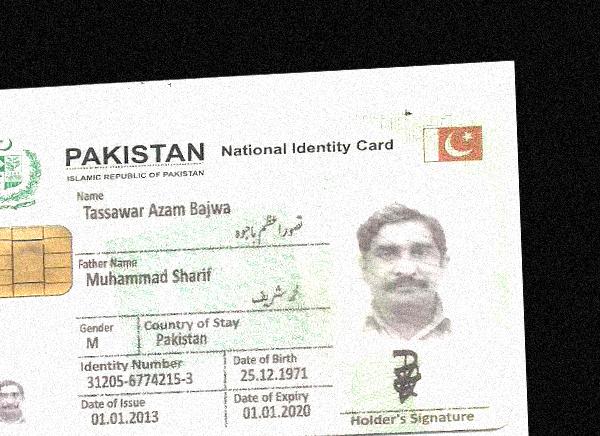 PAKISTAN National Identity Card
ISLAMIC REPUBLIC OF PAKISTAN
Name
Tassawar Azam Bajwa
تصور اعظم باجوہ
Father Name
Muhammad Sharif
محمد شریف
Gender Country of Stay
M Pakistan
Identity Number Date of Birth
31205-6774215-3 25.12.1971
Date of Issue Date of Expiry
01.01.2013 01.01.2020
Holder's Signature